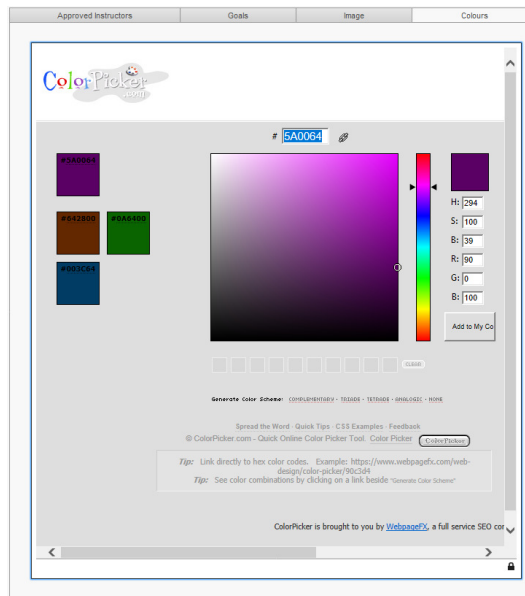 Approved Instructors Goals Image Colours
ColorPicker
.com
# 5A0064
#5A0064
#642800 #0A6400
#003C64
H: 294
S: 100
B: 39
R: 90
G: 0
B: 100
Add to My Co
CLEAR
Generate Color Scheme: COMPLEMENTARY - TRIADE - TETRADE - ANALOGIC - NONE
Spread the Word · Quick Tips · CSS Examples · Feedback
© ColorPicker.com - Quick Online Color Picker Tool. Color Picker ColorPicker
Tip: Link directly to hex color codes. Example: https://www.webpagefx.com/web-
design/color-picker/90c3d4
Tip: See color combinations by clicking on a link beside "Generate Color Scheme"
ColorPicker is brought to you by WebpageFX, a full service SEO cor